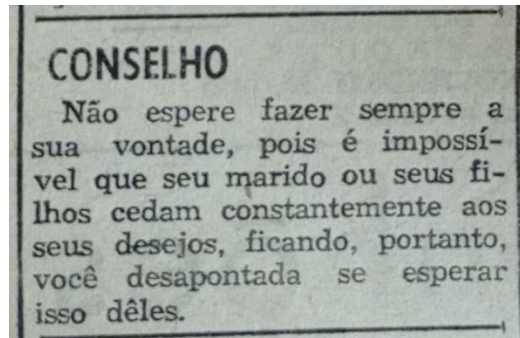 CONSELHO
Não espere fazer sempre a
sua vontade, pois é impossí-
vel que seu marido ou seus fi-
lhos cedam constantemente aos
seus desejos, ficando, portanto,
você desapontada se esperar
isso dêles.